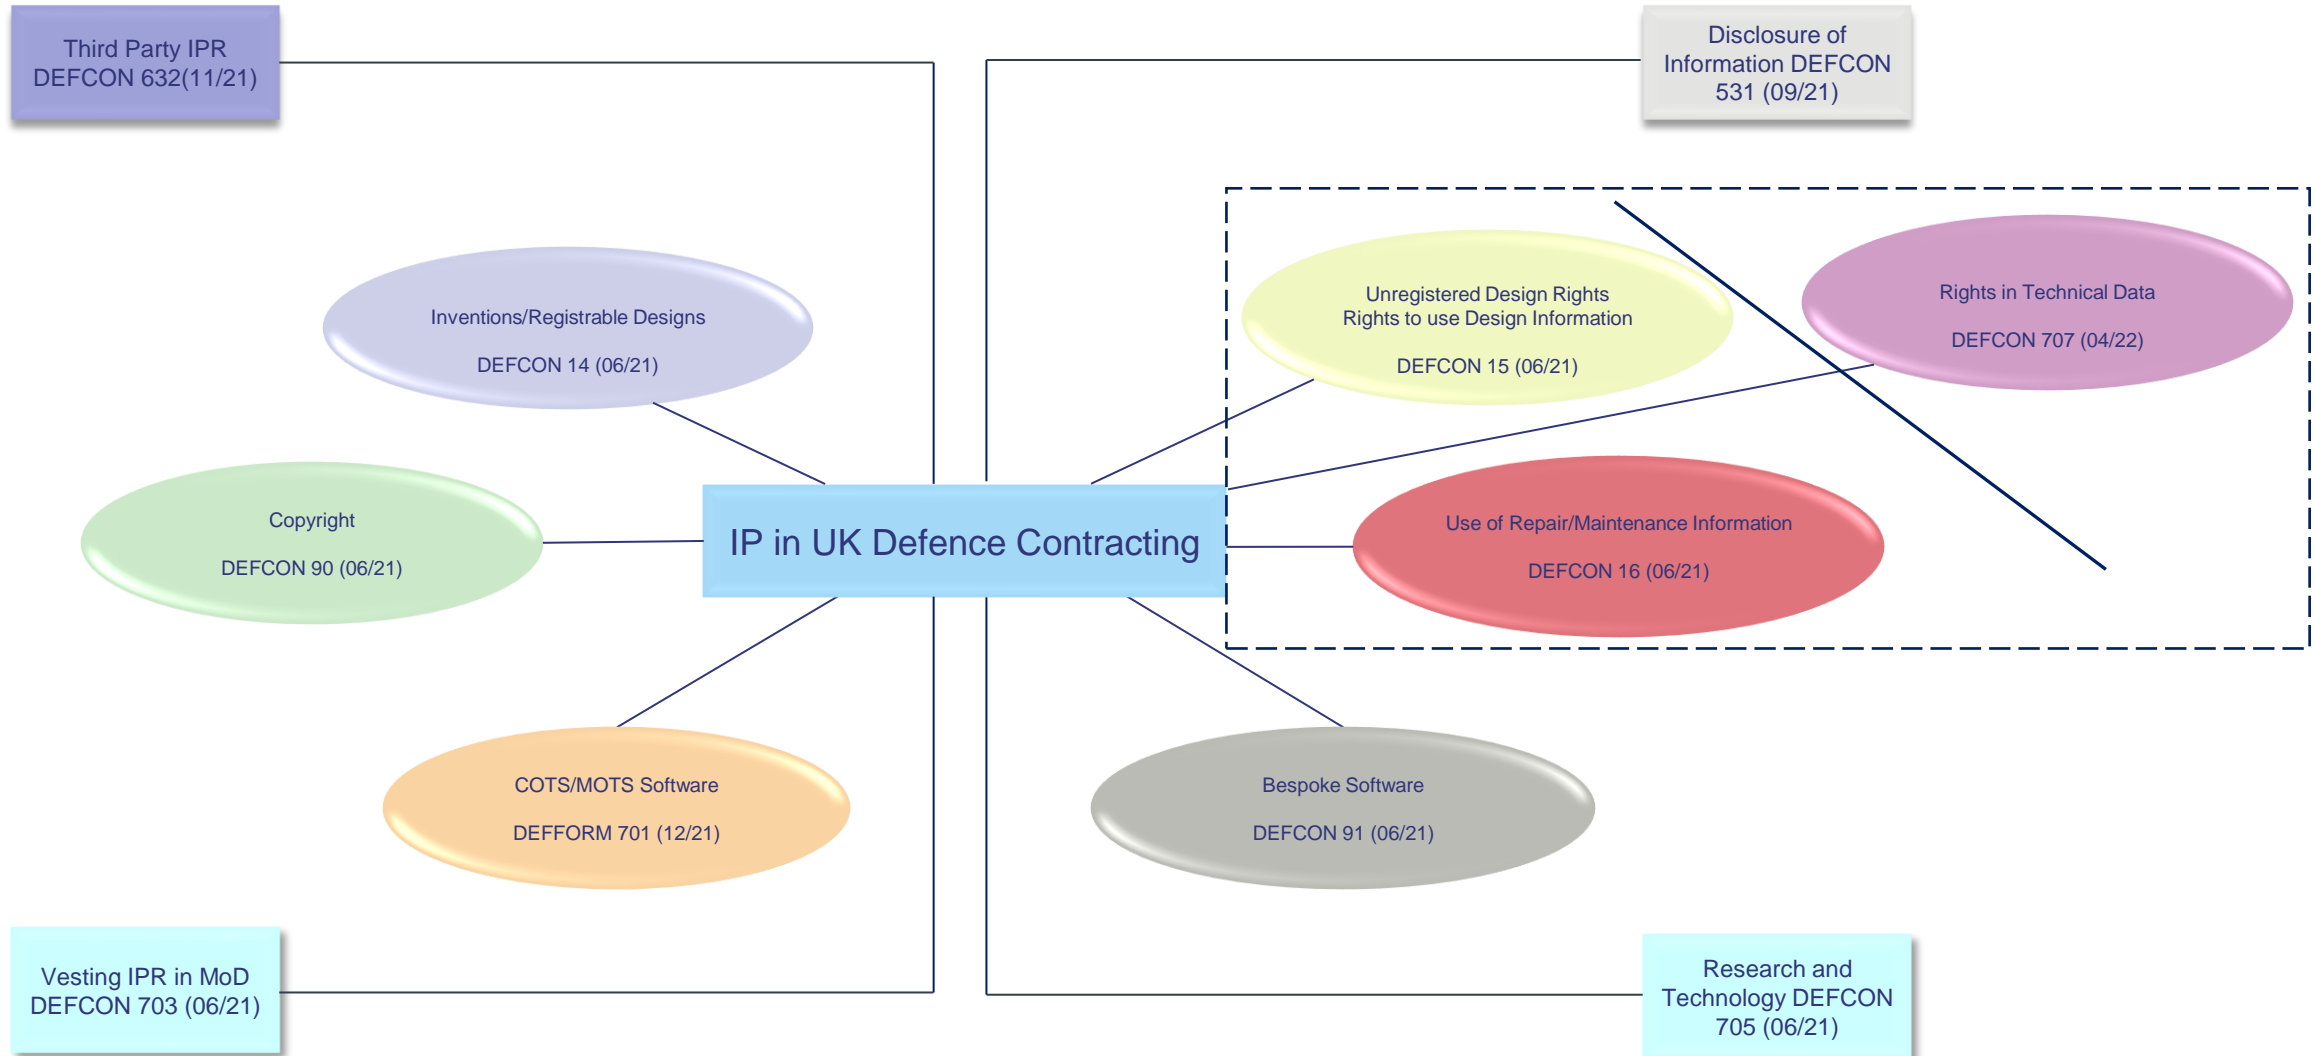 Third Party IPR
DEFCON 632(11/21)
Disclosure of
Information DEFCON
531 (09/21)
Inventions/Registrable Designs
DEFCON 14 (06/21)
Unregistered Design Rights
Rights to use Design Information
DEFCON 15 (06/21)
Rights in Technical Data
DEFCON 707 (04/22)
Copyright
DEFCON 90 (06/21)
IP in UK Defence Contracting
Use of Repair/Maintenance Information
DEFCON 16 (06/21)
COTS/MOTS Software
DEFFORM 701 (12/21)
Bespoke Software
DEFCON 91 (06/21)
Vesting IPR in MoD
DEFCON 703 (06/21)
Research and
Technology DEFCON
705 (06/21)